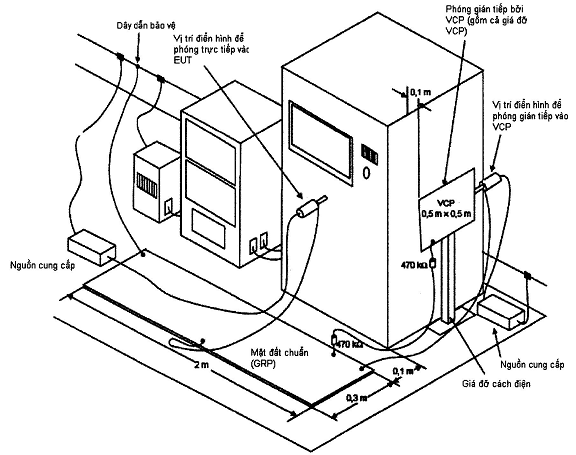 Dây dẫn bảo vệ
Vị trí điển hình để
phóng trực tiếp vào
EUT
Phóng gián tiếp bởi
VCP (gồm cả giá đỡ
VCP)
0,1 m
Vị trí điển hình để
phóng gián tiếp vào
VCP
VCP
0,5 m x 0,5 m
470 kΩ
Nguồn cung cấp
470 kΩ
Mặt đất chuẩn
(GRP)
2 m
0,1 m
0,3 m
Nguồn cung cấp
Giá đỡ cách điện